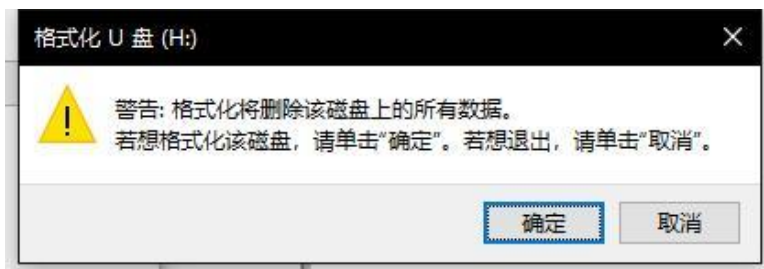 格式化 U 盘 (H:)
警告: 格式化将删除该磁盘上的所有数据。
若想格式化该磁盘，请单击“确定”。若想退出，请单击“取消”。
确定
取消